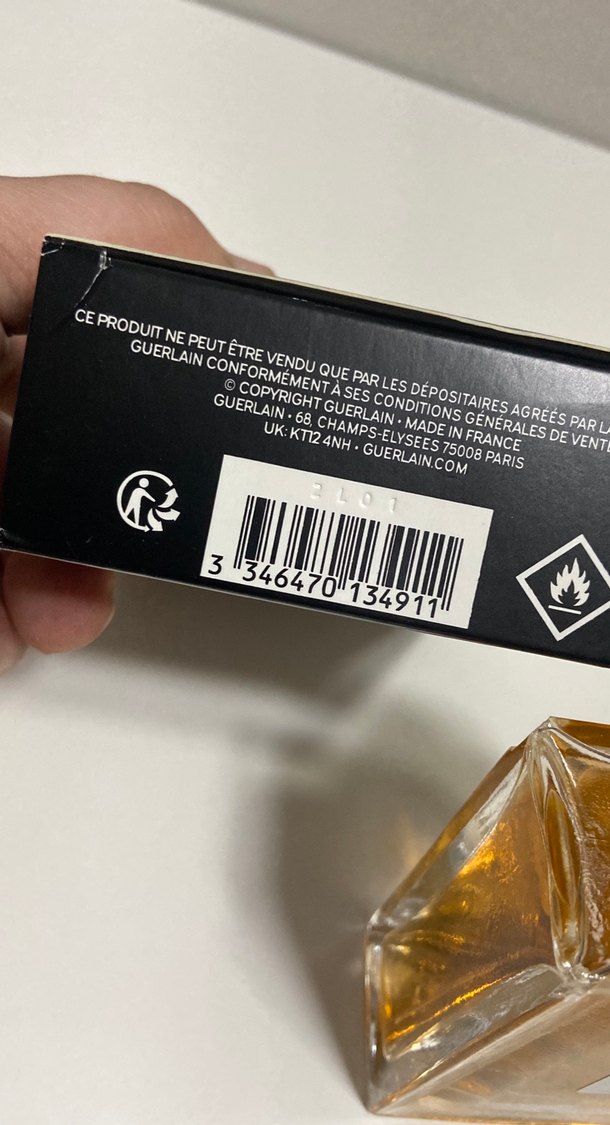 CE PRODUIT NE PEUT ÊTRE VENDU QUE PAR LES DÉPOSITAIRES AGRÉÉS PAR LA
GUERLAIN CONFORMÉMENT À SES CONDITIONS GÉNÉRALES DE VENTE
© COPYRIGHT GUERLAIN • MADE IN FRANCE
GUERLAIN • 68, CHAMPS-ELYSEES 75008 PARIS
UK: KT12 4NH • GUERLAIN.COM
2L01
3 346470 134911